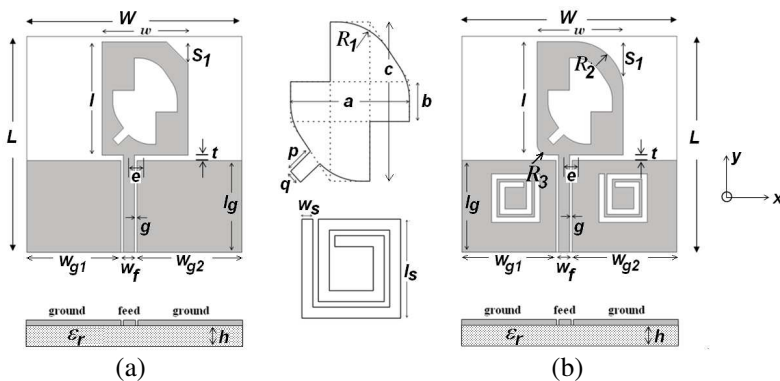 W
w
S1
l
L
t
e
lg
g
wg1
wf
wg2
ground feed ground
εr
h
(a)
R1
c
a
b
p
q
ws
ls
W
w
R2
S1
l
L
t
R3
e
lg
g
wg1
wf
wg2
y
x
ground feed ground
εr
h
(b)